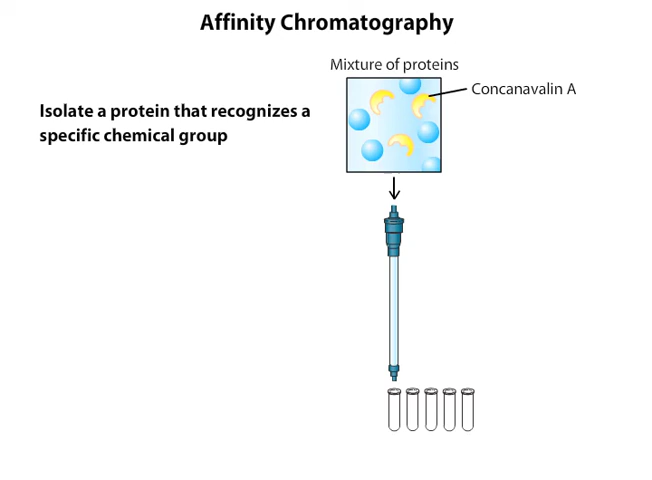 Affinity Chromatography
Mixture of proteins
Concanavalin A
Isolate a protein that recognizes a
specific chemical group